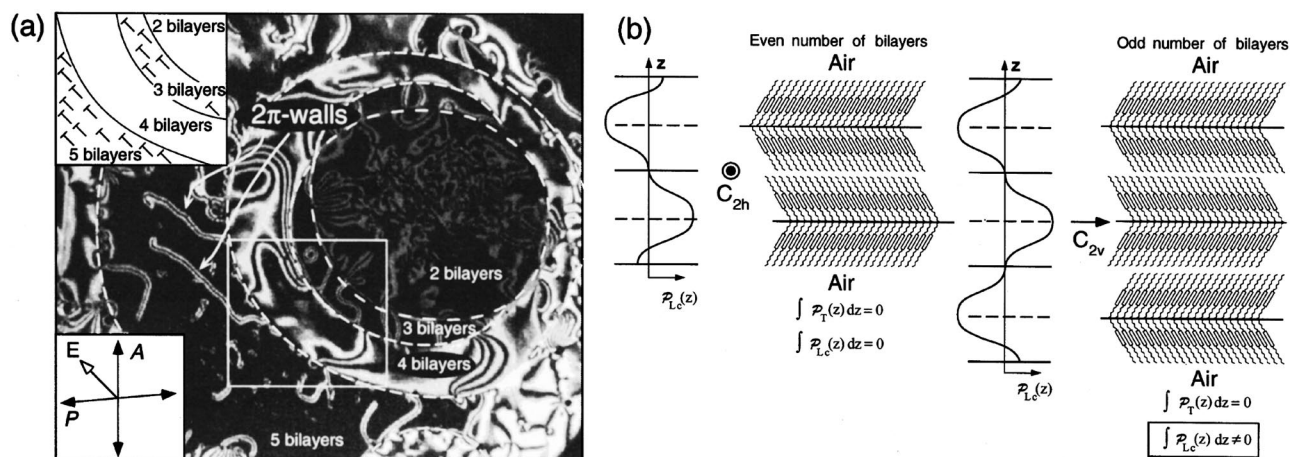 (a)
2 bilayers
3 bilayers
4 bilayers
5 bilayers
2π-walls
2 bilayers
3 bilayers
4 bilayers
5 bilayers
E
A
P
(b)
Even number of bilayers
Air
z
C2h
Air
𝒫Lc(z)
∫ 𝒫T(z) dz = 0
∫ 𝒫Lc(z) dz = 0
Odd number of bilayers
Air
z
C2v
Air
𝒫Lc(z)
∫ 𝒫T(z) dz = 0
∫ 𝒫Lc(z) dz ≠ 0